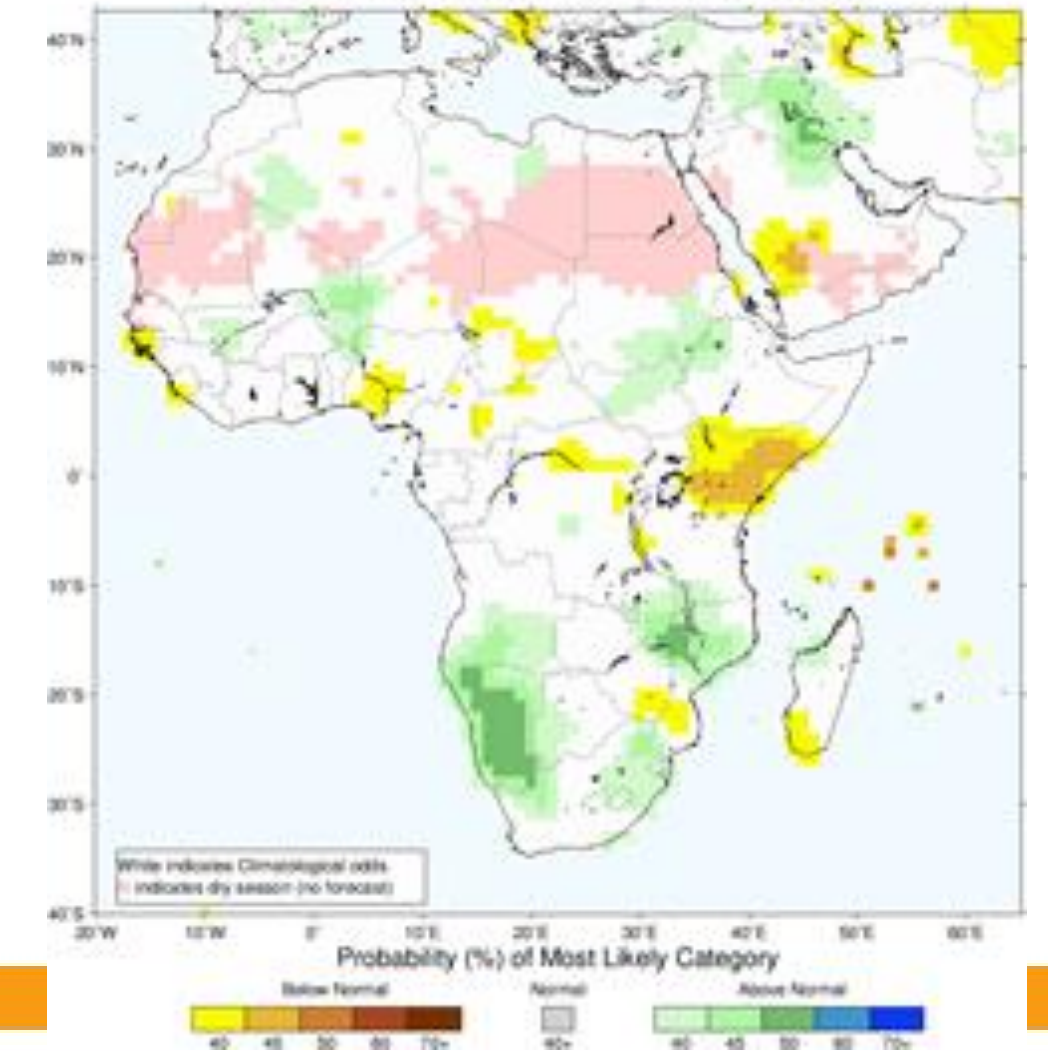 40°N
30°N
20°N
10°N
0°
10°S
20°S
30°S
40°S
20°W 10°W 0° 10°E 20°E 30°E 40°E 50°E 60°E
White indicates Climatological odds
indicates dry season (no forecast)
Probability (%) of Most Likely Category
Below Normal Normal Above Normal
40 45 50 60 70+ 40+ 40 45 50 60 70+